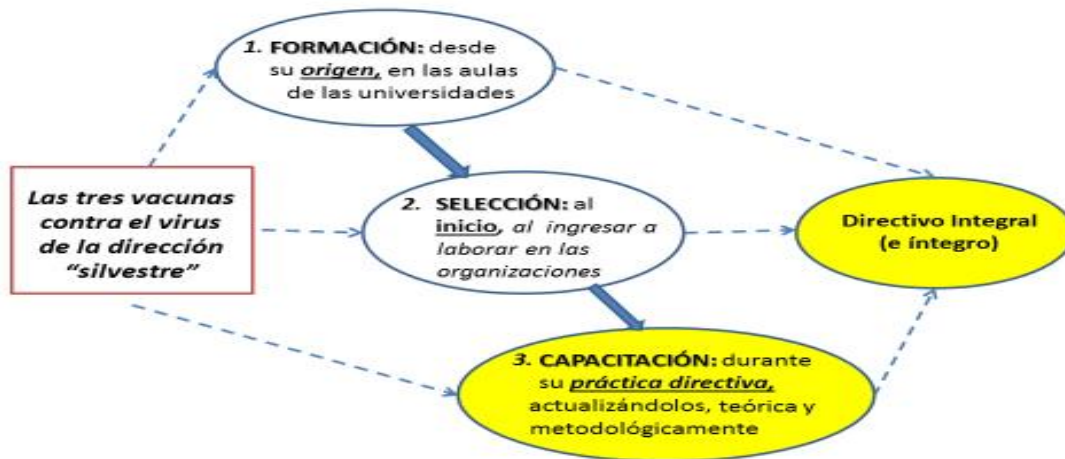 1. FORMACIÓN: desde
su origen, en las aulas
de las universidades
Las tres vacunas
contra el virus
de la dirección
“silvestre”
2. SELECCIÓN: al
inicio, al ingresar a
laborar en las
organizaciones
Directivo Integral
(e íntegro)
3. CAPACITACIÓN: durante
su práctica directiva,
actualizándolos, teórica y
metodológicamente